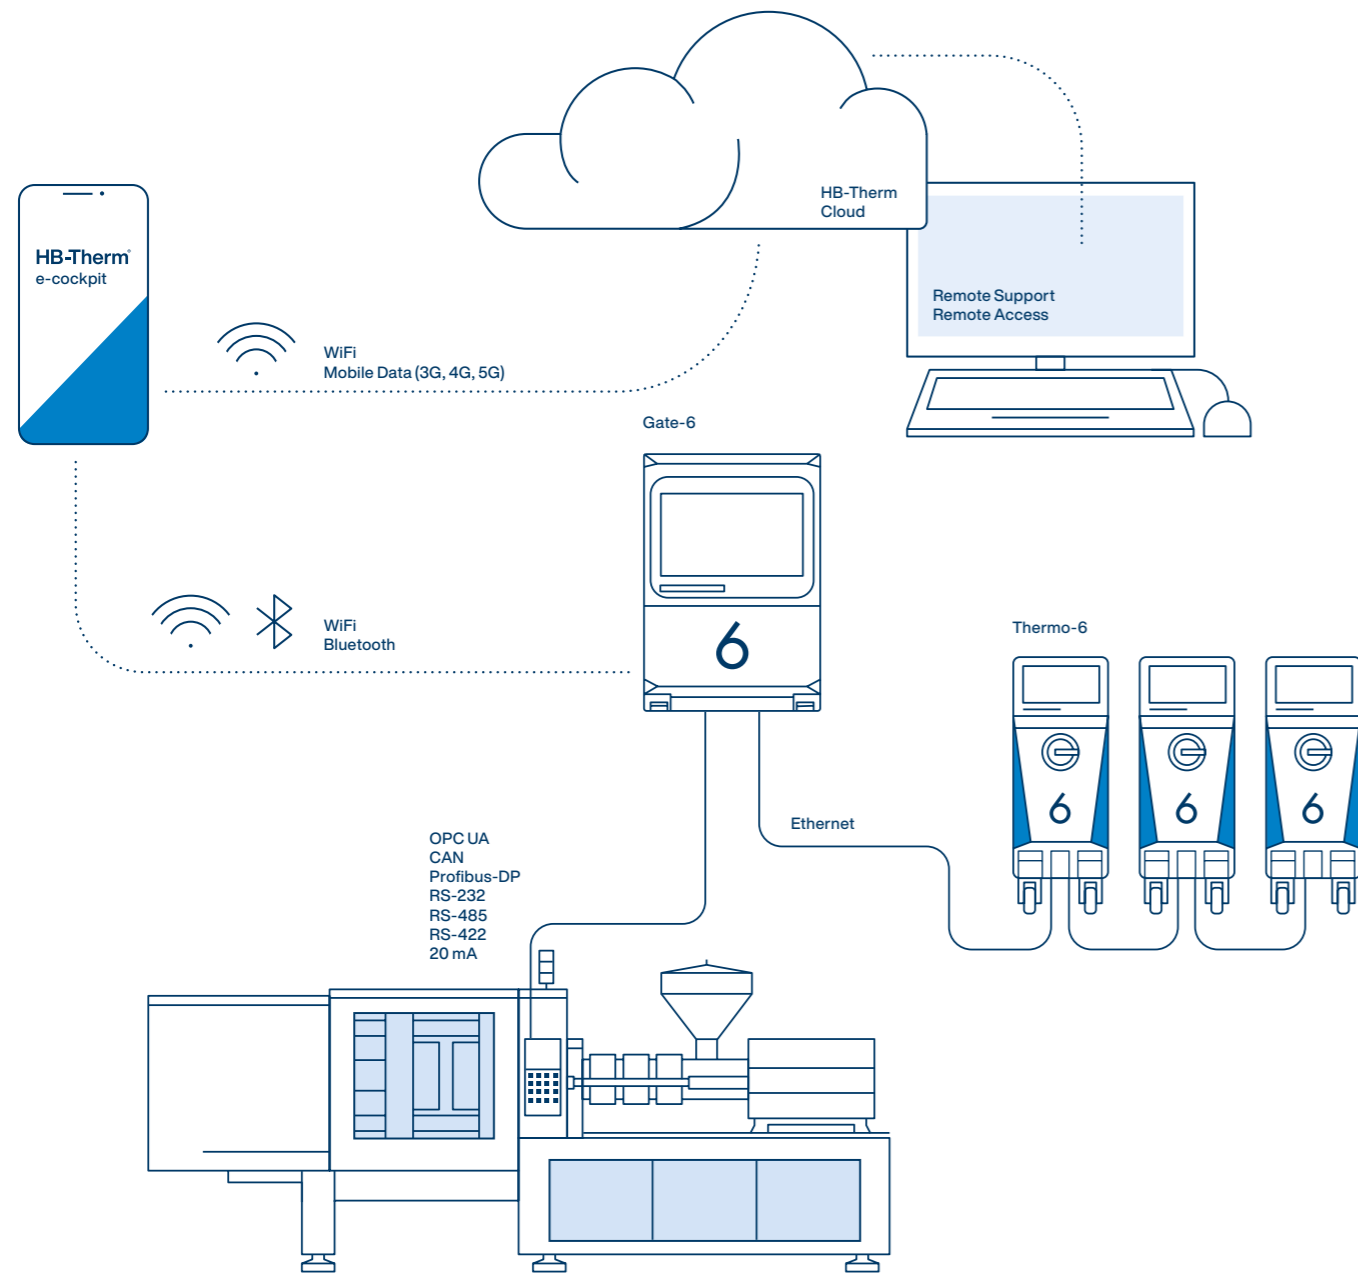 HB-Therm
Cloud
HB-Therm®
e-cockpit
Remote Support
Remote Access
WiFi
Mobile Data (3G, 4G, 5G)
Gate-6
6
WiFi
Bluetooth
Thermo-6
6
6
6
Ethernet
OPC UA
CAN
Profibus-DP
RS-232
RS-485
RS-422
20 mA